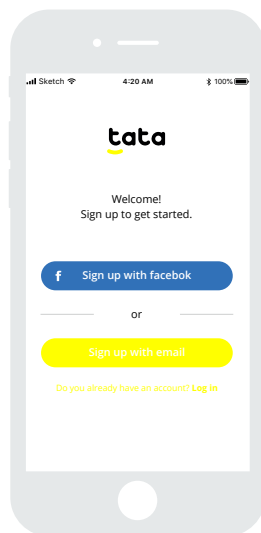 Sketch 4:20 AM 100%
tata
Welcome!
Sign up to get started.
f Sign up with facebok
or
Sign up with email
Do you already have an account? Log in